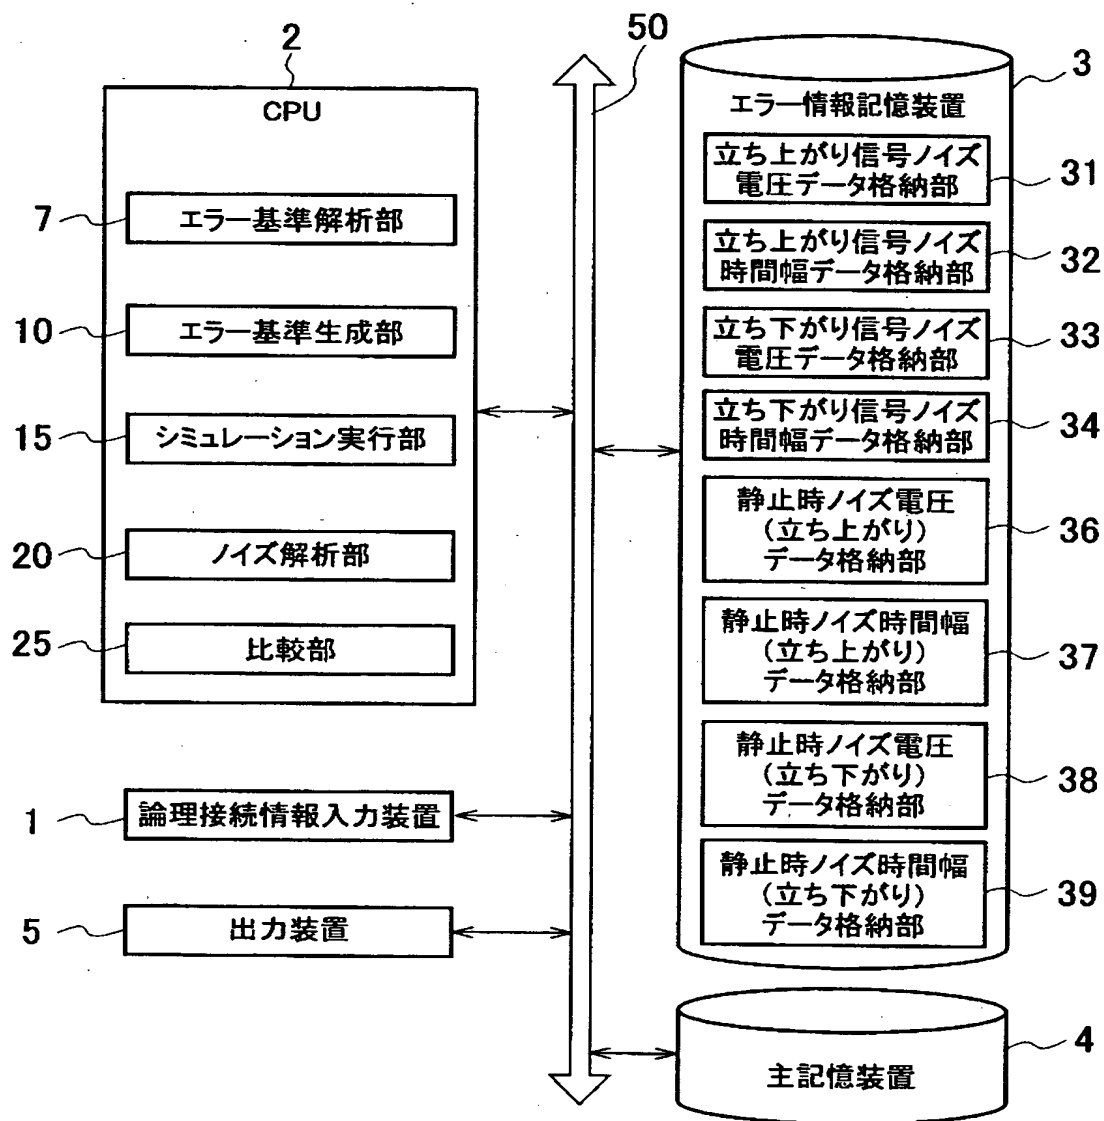 2
CPU
7
エラー基準解析部
10
エラー基準生成部
15
シミュレーション実行部
20
ノイズ解析部
25
比較部
1
論理接続情報入力装置
5
出力装置
50
3
エラー情報記憶装置
立ち上がり信号ノイズ
電圧データ格納部
31
立ち上がり信号ノイズ
時間幅データ格納部
32
立ち下がり信号ノイズ
電圧データ格納部
33
立ち下がり信号ノイズ
時間幅データ格納部
34
静止時ノイズ電圧
(立ち上がり)
データ格納部
36
静止時ノイズ時間幅
(立ち上がり)
データ格納部
37
静止時ノイズ電圧
(立ち下がり)
データ格納部
38
静止時ノイズ時間幅
(立ち下がり)
データ格納部
39
4
主記憶装置